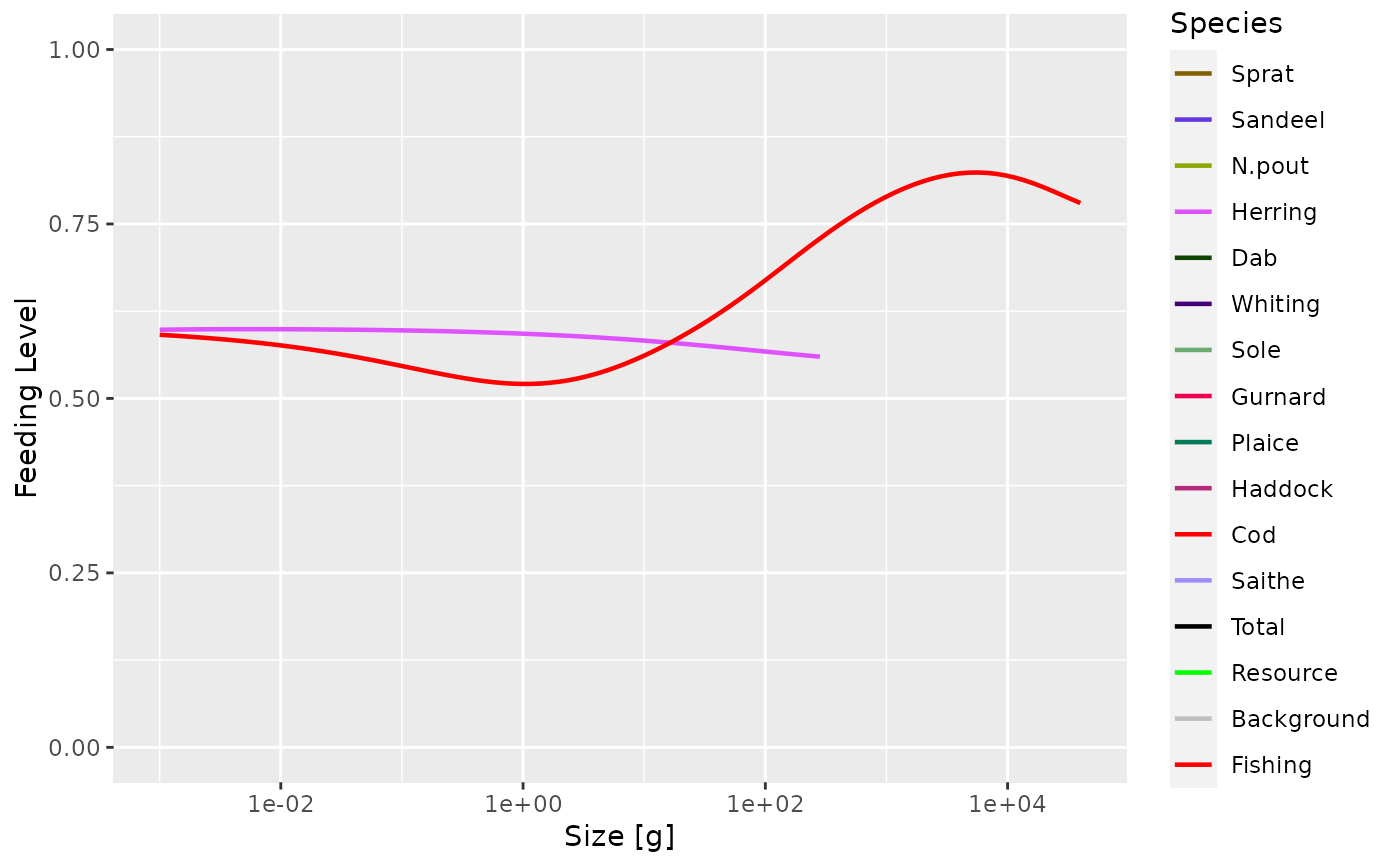 1.00
0.75
0.50
0.25
0.00
Feeding Level
1e-02
1e+00
1e+02
1e+04
Size [g]
Species
Sprat
Sandeel
N.pout
Herring
Dab
Whiting
Sole
Gurnard
Plaice
Haddock
Cod
Saithe
Total
Resource
Background
Fishing